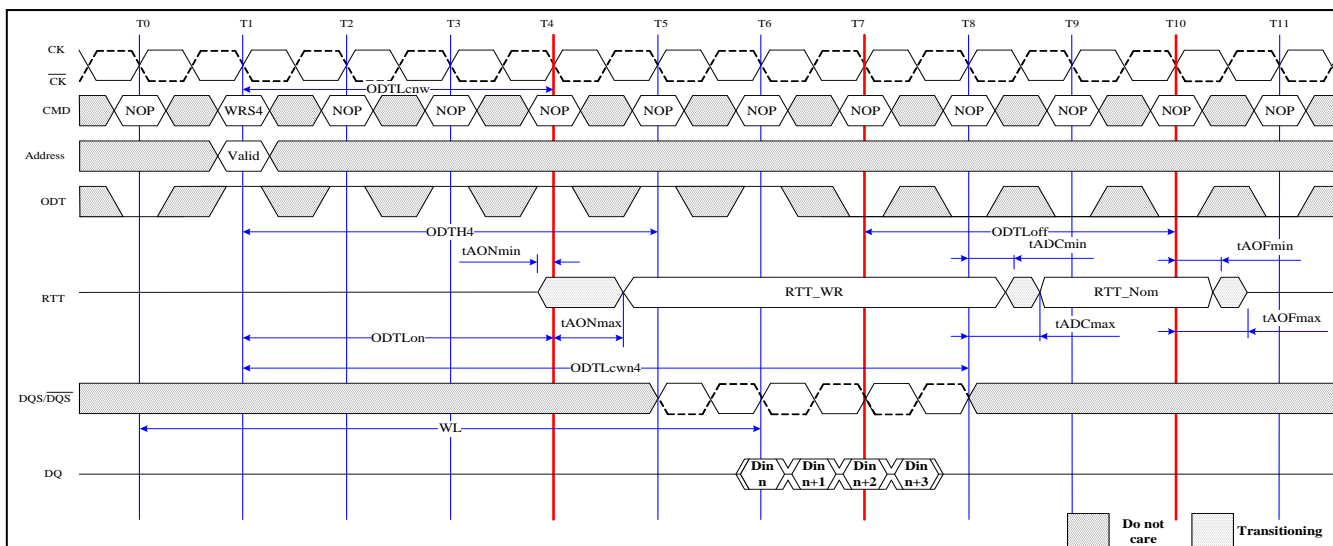 T0 T1 T2 T3 T4 T5 T6 T7 T8 T9 T10 T11
CK
CK
ODTLcnw
CMD NOP WRS4 NOP NOP NOP NOP NOP NOP NOP NOP NOP NOP
Address Valid
ODT
ODTH4 ODTLoff
tAONmin tADCmin tAOFmin
RTT RTT_WR RTT_Nom
ODTLon tAONmax tADCmax tAOFmax
ODTLcwn4
DQS/DQS
WL
DQ Din n Din n+1 Din n+2 Din n+3
Do not care Transitioning